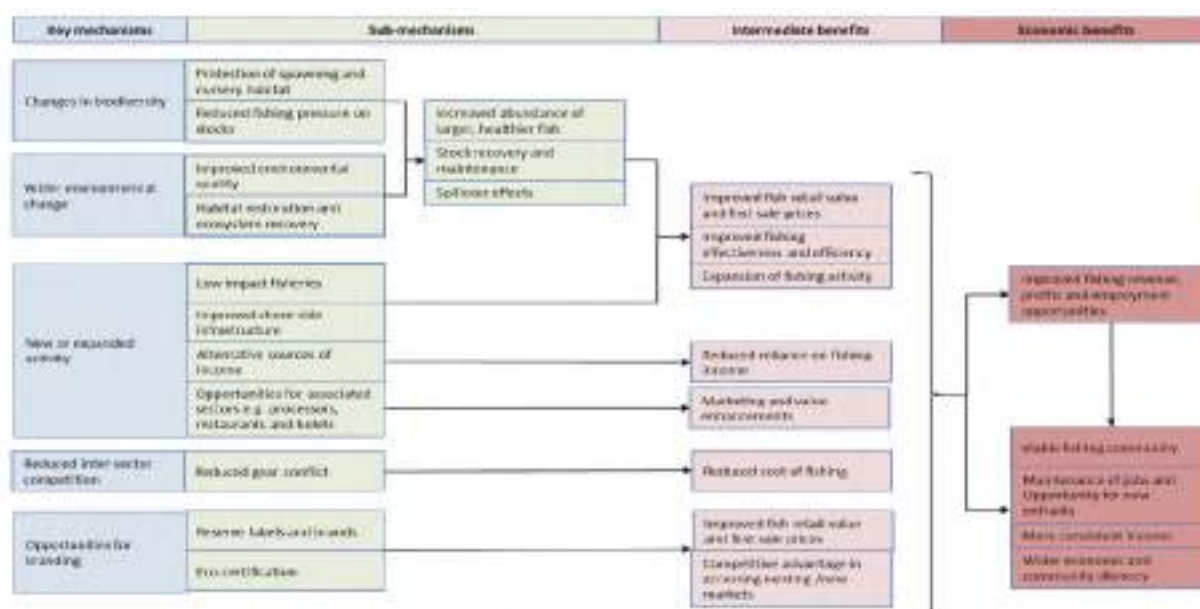 Key mechanisms
Sub-mechanisms
Intermediate benefits
Economic benefits
Changes in biodiversity
Protection of spawning and
nursery habitat
Reduced fishing pressure on
stocks
Increased abundance of
larger, healthier fish
Stock recovery and
maintenance
Spillover effects
Wider environmental
change
Improved environmental
quality
Habitat restoration and
ecosystem recovery
Improved fish retail value
and first sale prices
Improved fishing
effectiveness and efficiency
Expansion of fishing activity
New or expanded
activity
Low impact fisheries
Improved shore-side
infrastructure
Alternative sources of
income
Opportunities for associated
sectors e.g. processors,
restaurants and hotels
Reduced reliance on fishing
income
Marketing and value
enhancements
Improved fishing revenue,
profits and employment
opportunities
Reduced inter sector
competition
Reduced gear conflict
Reduced cost of fishing
Viable fishing community
Maintenance of jobs and
Opportunity for new
entrants
More consistent income
Wider economic and
community
Opportunities for
branding
Reserve labels and brands
Eco-certification
Improved fish retail value
and first sale prices
Competitive advantage in
accessing existing /new
markets